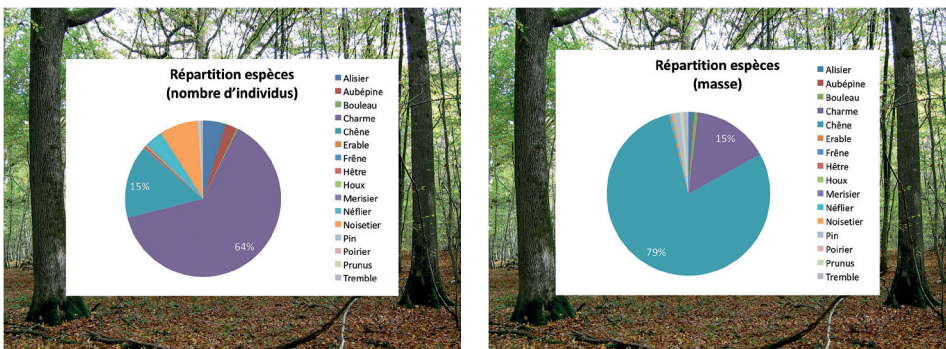 Répartition espèces
(nombre d'individus)
Alisier
Aubépine
Bouleau
Charme
Chêne
Erable
Frêne
Hêtre
Houx
Merisier
Néflier
Noisetier
Pin
Poirier
Prunus
Tremble
15%
64%
Répartition espèces
(masse)
Alisier
Aubépine
Bouleau
Charme
Chêne
Erable
Frêne
Hêtre
Houx
Merisier
Néflier
Noisetier
Pin
Poirier
Prunus
Tremble
15%
79%